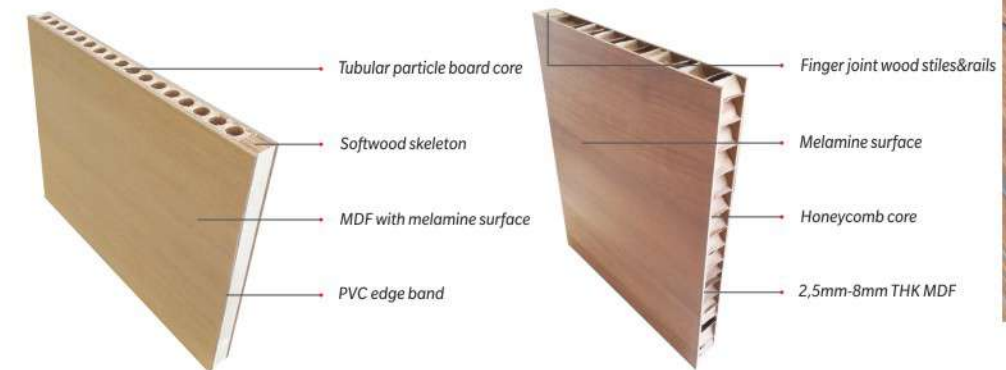 Tubular particle board core
Softwood skeleton
MDF with melamine surface
PVC edge band
Finger joint wood stiles&rails
Melamine surface
Honeycomb core
2,5mm-8mm THK MDF